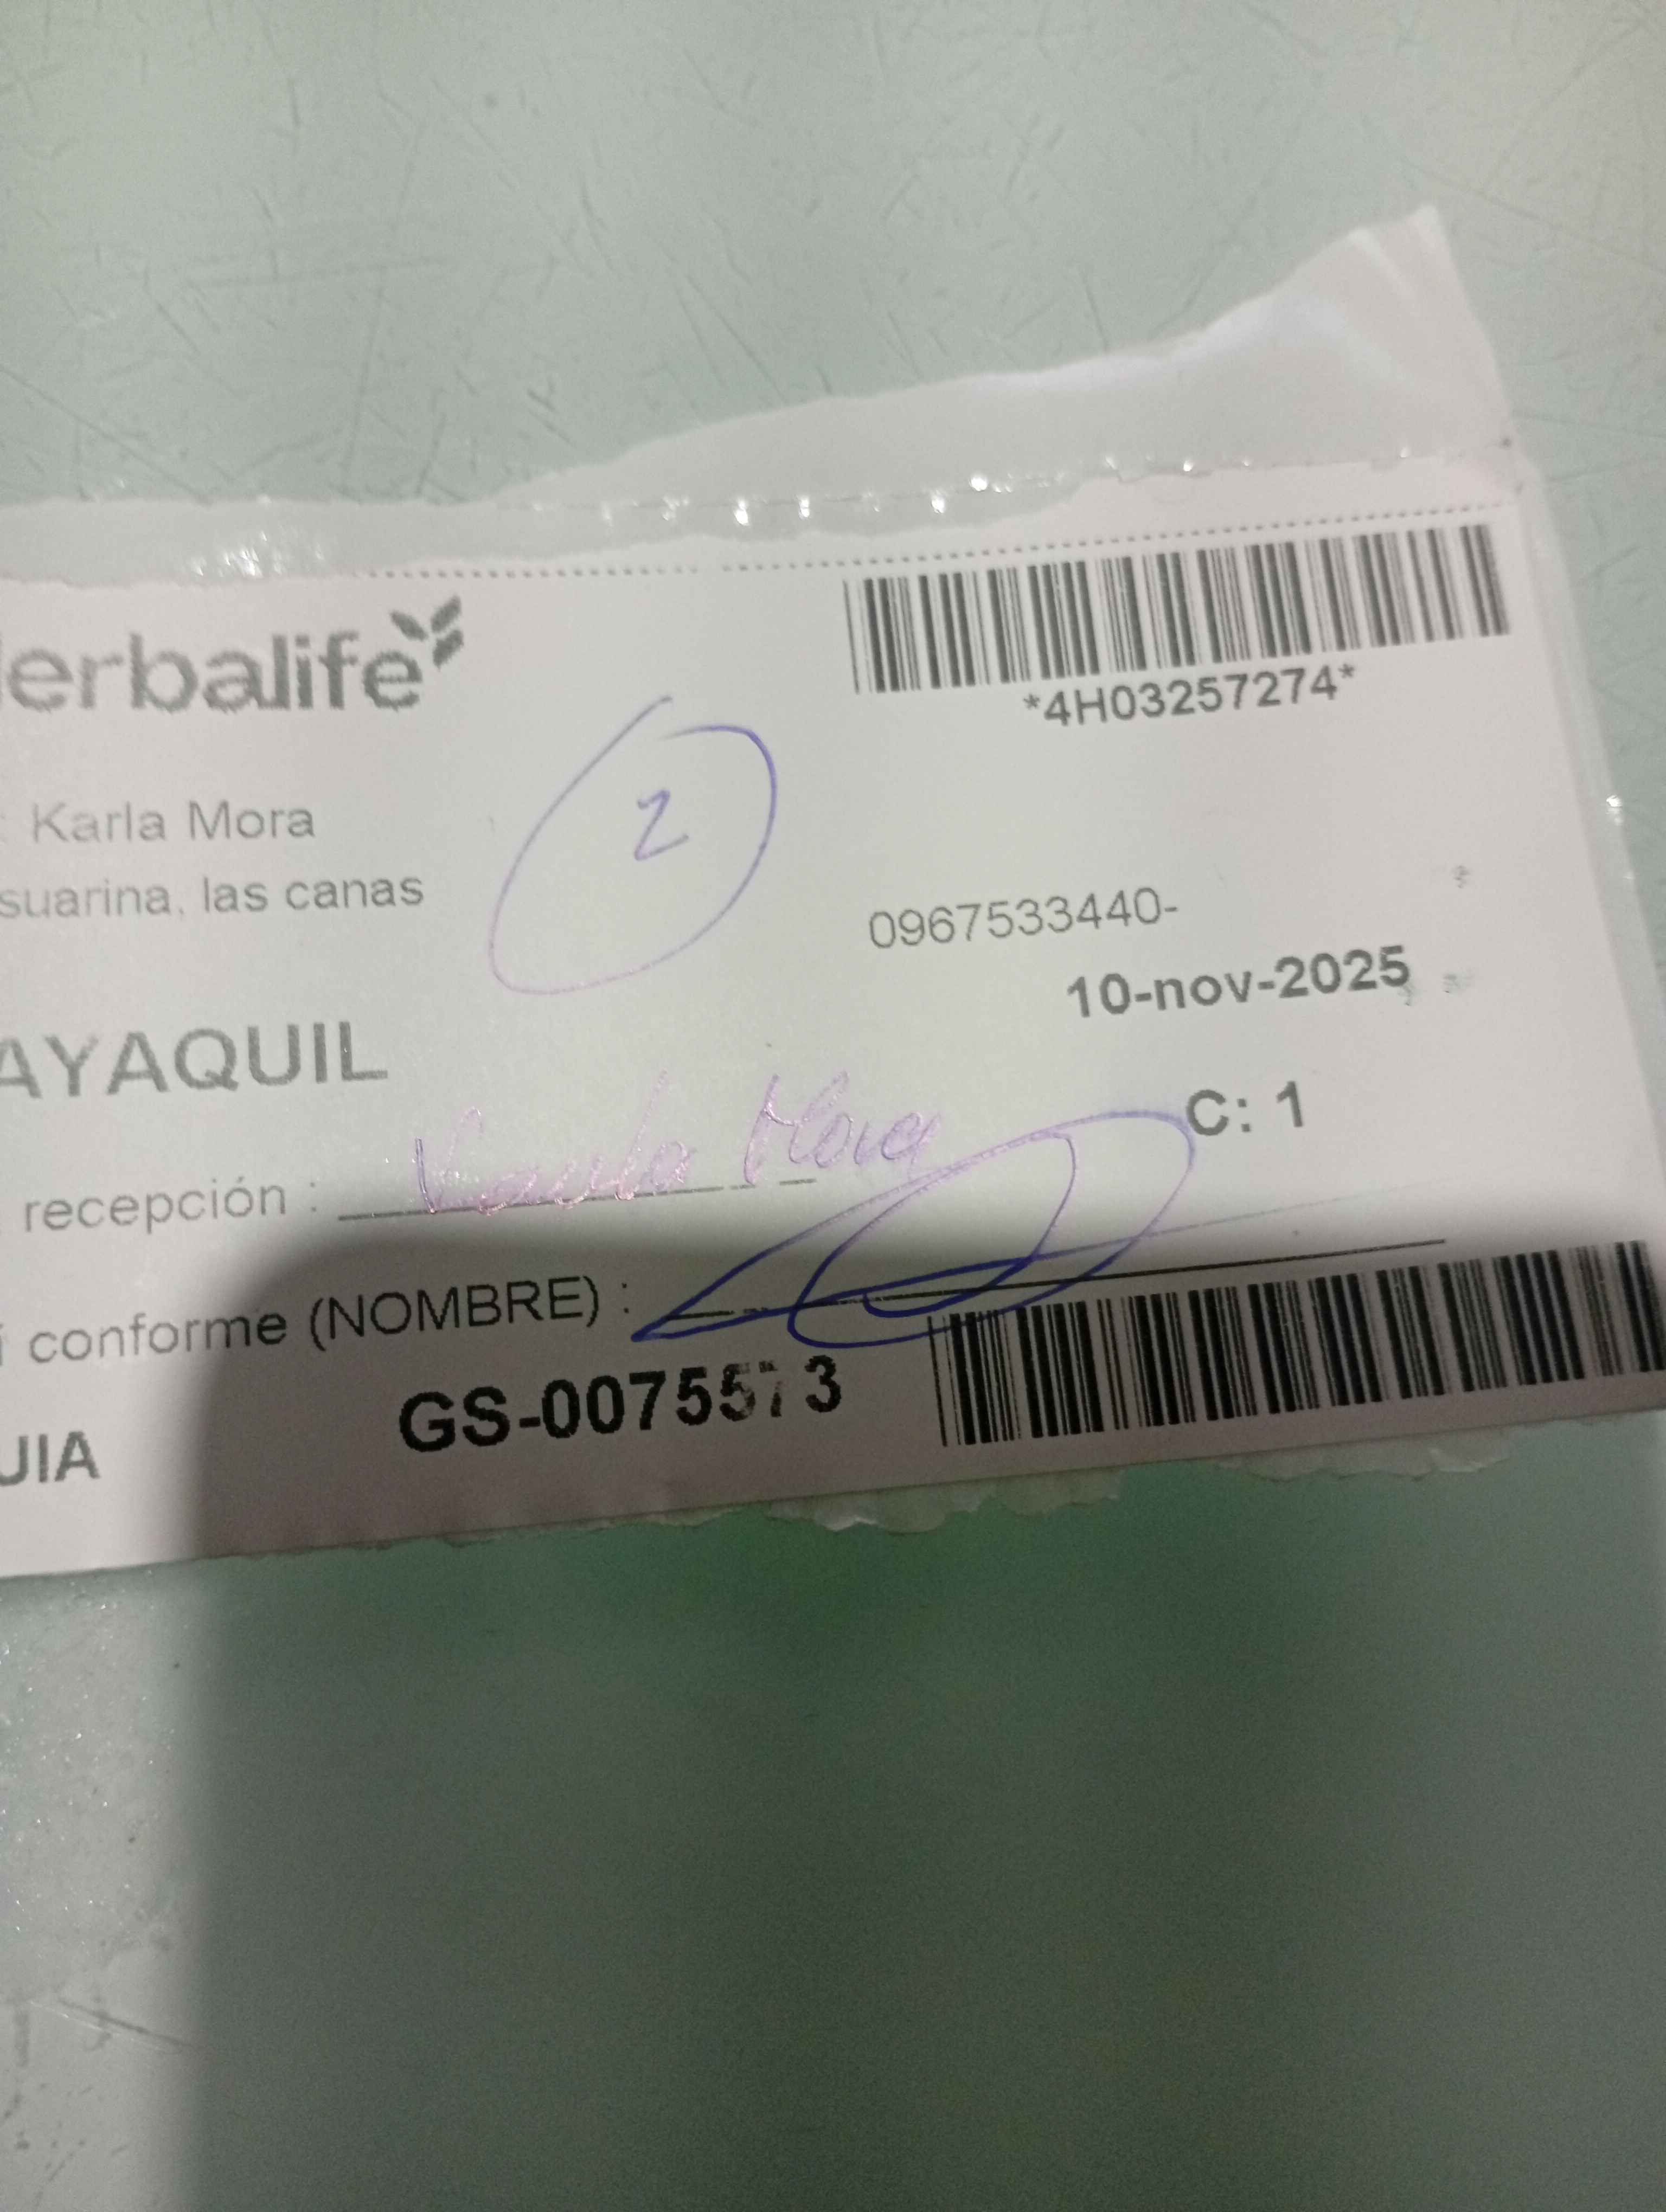 erbalife
*4H03257274*
: Karla Mora
2
suarina, las canas
0967533440-
10-nov-2025
AYAQUIL
C: 1
recepción : Mora
í conforme (NOMBRE) :
GS-0075573
UIA